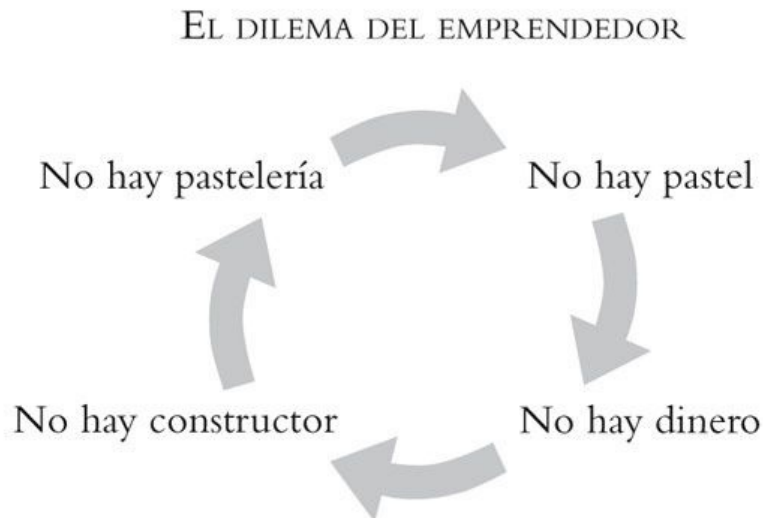 EL DILEMA DEL EMPRENDEDOR
No hay pastelería
No hay pastel
No hay constructor
No hay dinero